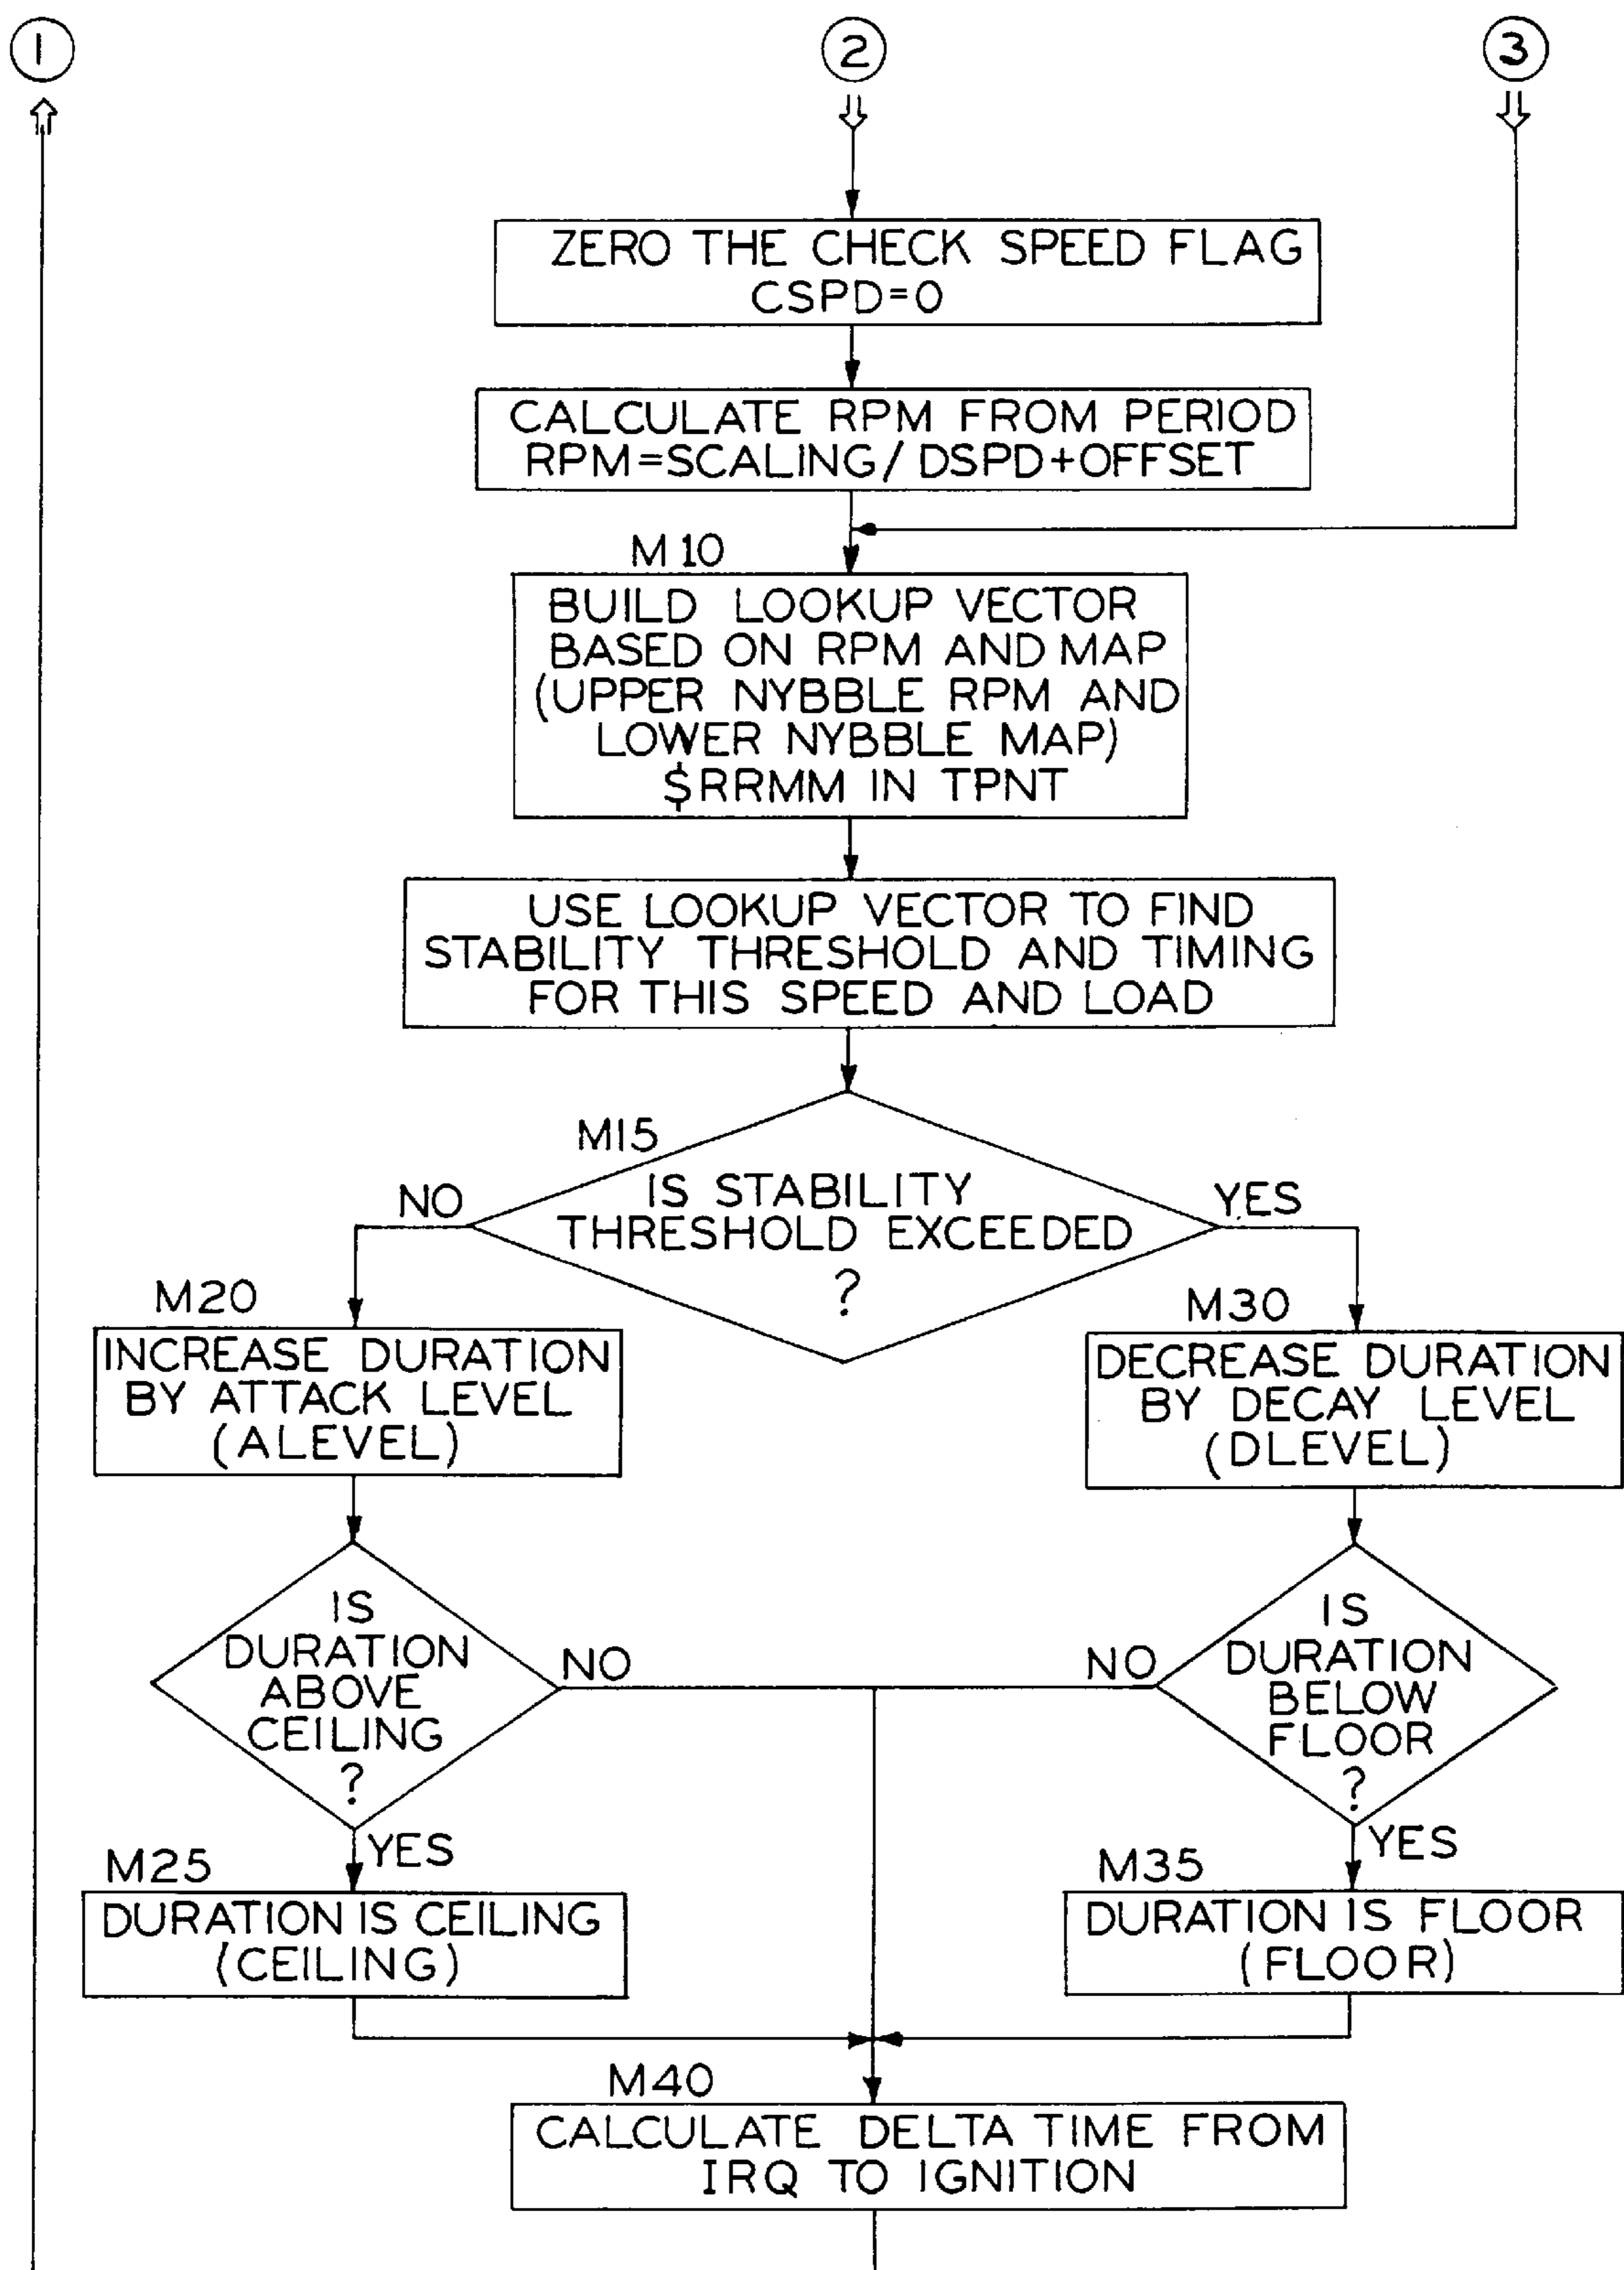 1
2
3
ZERO THE CHECK SPEED FLAG
CSPD=0
CALCULATE RPM FROM PERIOD
RPM=SCALING/DSPD+OFFSET
M10
BUILD LOOKUP VECTOR
BASED ON RPM AND MAP
(UPPER NYBBLE RPM AND
LOWER NYBBLE MAP)
$RRMM IN TPNT
USE LOOKUP VECTOR TO FIND
STABILITY THRESHOLD AND TIMING
FOR THIS SPEED AND LOAD
M15
IS STABILITY
THRESHOLD EXCEEDED
?
NO
YES
M20
INCREASE DURATION
BY ATTACK LEVEL
(ALEVEL)
M30
DECREASE DURATION
BY DECAY LEVEL
(DLEVEL)
IS
DURATION
ABOVE
CEILING
?
NO
YES
IS
DURATION
BELOW
FLOOR
?
NO
YES
M25
DURATION IS CEILING
(CEILING)
M35
DURATION IS FLOOR
(FLOOR)
M40
CALCULATE DELTA TIME FROM
IRQ TO IGNITION